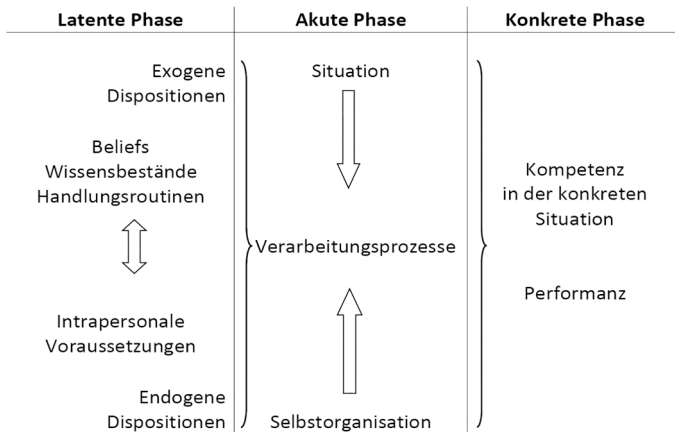 Latente Phase
Akute Phase
Konkrete Phase
Exogene
Dispositionen
Beliefs
Wissensbestände
Handlungsroutinen
Intrapersonale
Voraussetzungen
Endogene
Dispositionen
Situation
Verarbeitungsprozesse
Selbstorganisation
Kompetenz
in der konkreten
Situation
Performanz